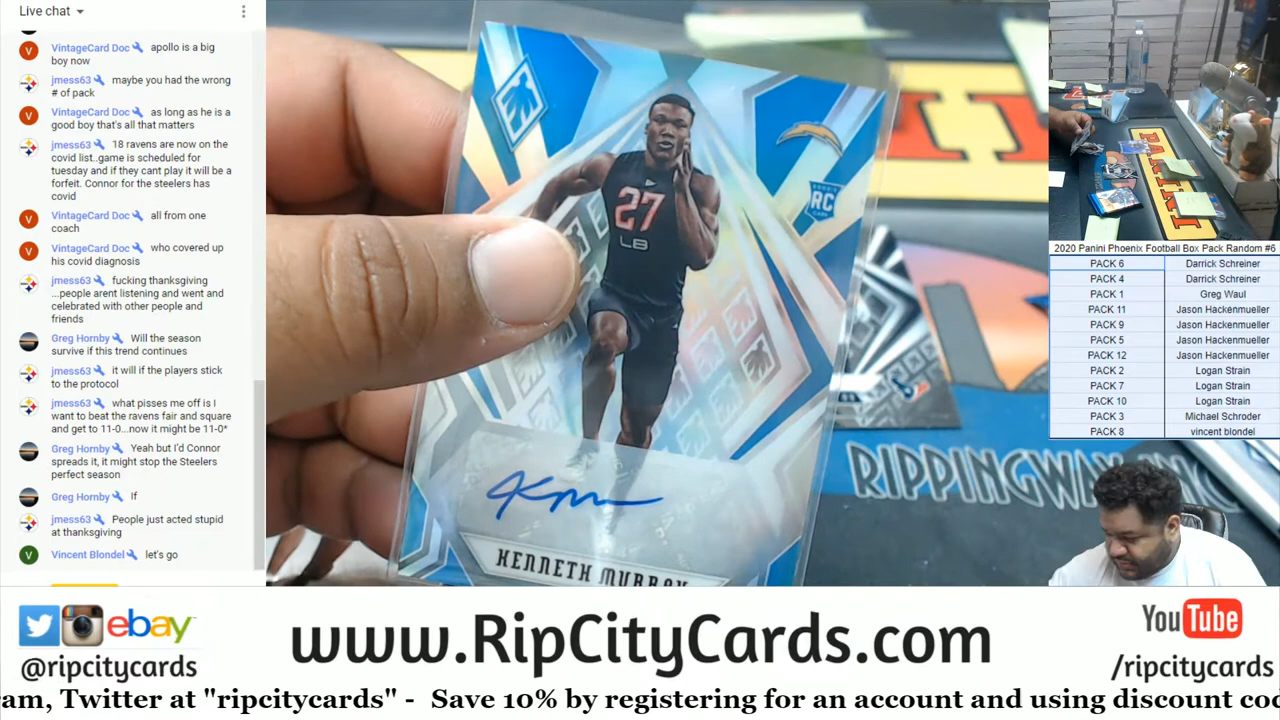 Live chat
VintageCard Doc apollo is a big
boy now
jmess63 maybe you had the wrong
# of pack
VintageCard Doc as long as he is a
good boy that's all that matters
jmess63 18 ravens are now on the
covid list..game is scheduled for
tuesday and if they cant play it will be a
forfeit. Connor for the steelers has
covid
VintageCard Doc all from one
coach
VintageCard Doc who covered up
his covid diagnosis
jmess63 fucking thanksgiving
...people arent listening and went and
celebrated with other people and
friends
Greg Hornby Will the season
survive if this trend continues
jmess63 it will if the players stick
to the protocol
jmess63 what pisses me off is I
want to beat the ravens fair and square
and get to 11-0...now it might be 11-0*
Greg Hornby Yeah but I'd Connor
spreads it, it might stop the Steelers
perfect season
Greg Hornby If
jmess63 People just acted stupid
at thanksgiving
Vincent Blondel let's go
RC
27
LB
KENNETH MURRAY
RIPPINGWAX, INC
PANINI
2020 Panini Phoenix Football Box Pack Random #6
PACK 6 Darrick Schreiner
PACK 4 Darrick Schreiner
PACK 1 Greg Waul
PACK 11 Jason Hackenmueller
PACK 9 Jason Hackenmueller
PACK 5 Jason Hackenmueller
PACK 12 Jason Hackenmueller
PACK 2 Logan Strain
PACK 7 Logan Strain
PACK 10 Logan Strain
PACK 3 Michael Schroder
PACK 8 vincent blondel
ebay
@ripcitycards
www.RipCityCards.com
YouTube
/ripcitycards
am, Twitter at "ripcitycards" - Save 10% by registering for an account and using discount cod